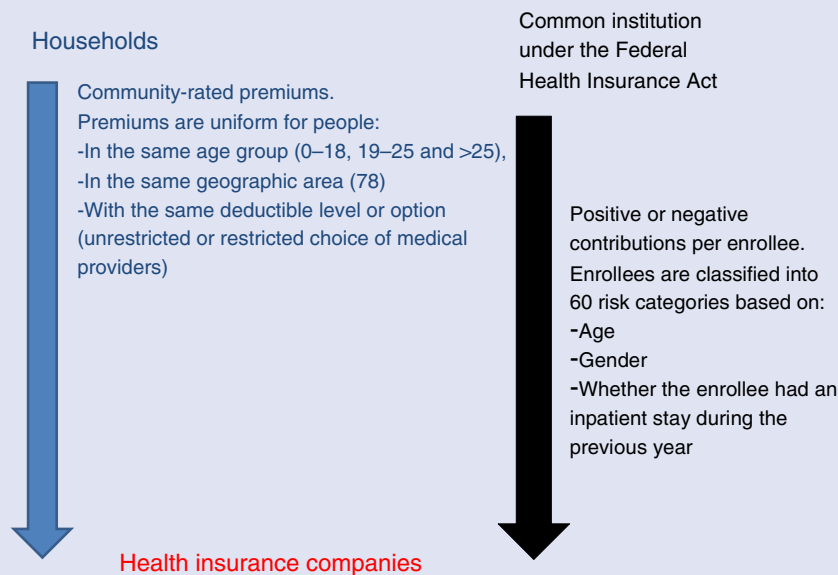 Households
Community-rated premiums.
Premiums are uniform for people:
-In the same age group (0–18, 19–25 and >25),
-In the same geographic area (78)
-With the same deductible level or option
(unrestricted or restricted choice of medical
providers)
Common institution
under the Federal
Health Insurance Act
Positive or negative
contributions per enrollee.
Enrollees are classified into
60 risk categories based on:
-Age
-Gender
-Whether the enrollee had an
inpatient stay during the
previous year
Health insurance companies